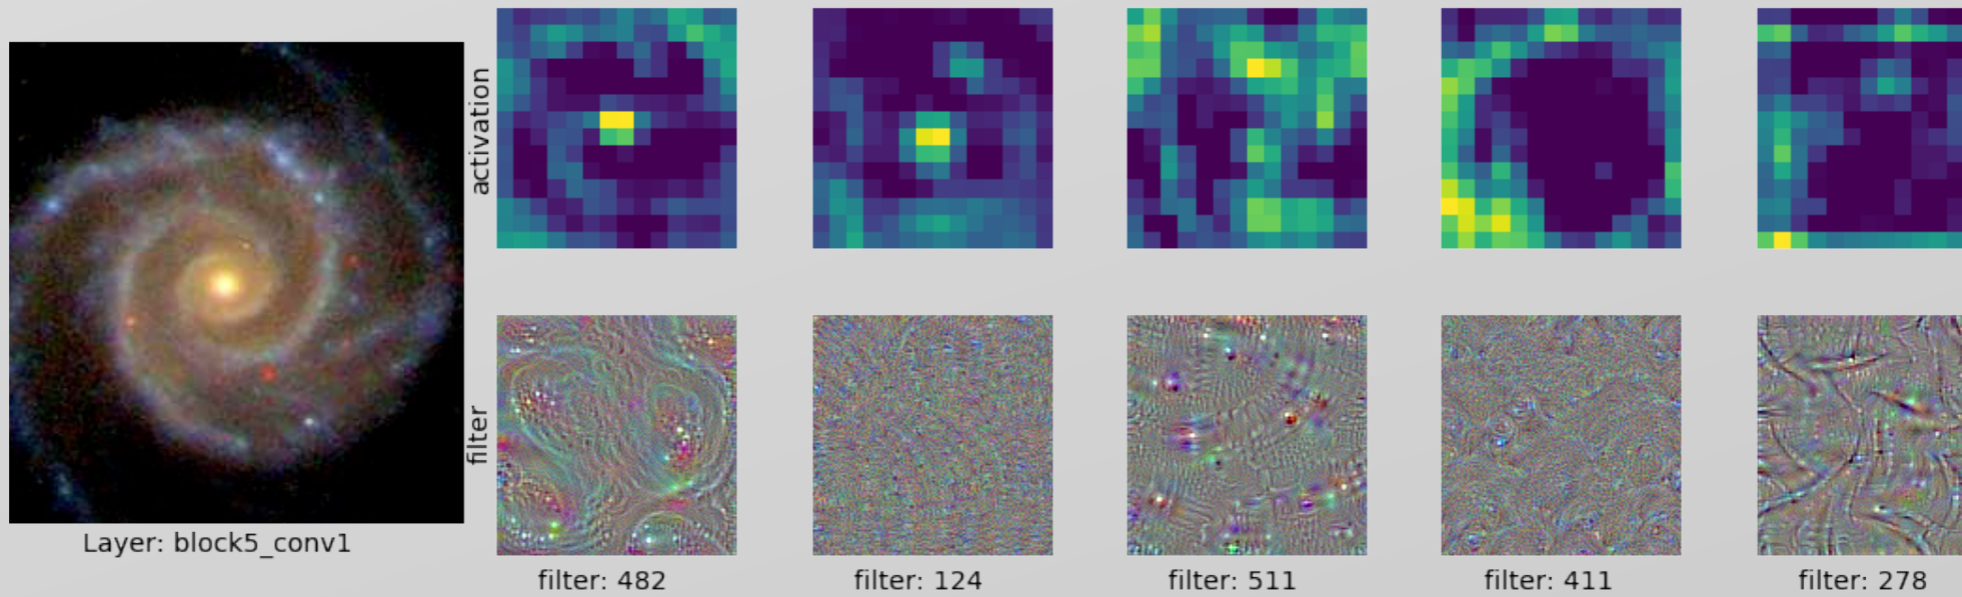 activation
filter
Layer: block5_conv1
filter: 482
filter: 124
filter: 511
filter: 411
filter: 278